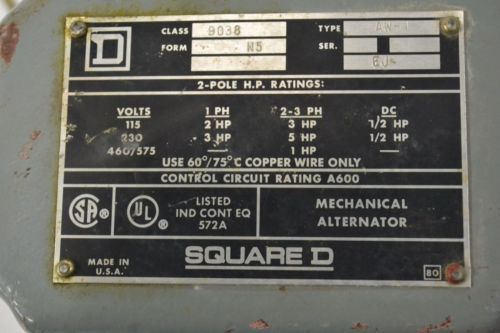 CLASS 9038 TYPE AW-1
FORM N5 SER.
EJ
2-POLE H.P. RATINGS:
VOLTS 1 PH 2-3 PH DC
115 2 HP 3 HP 1/2 HP
230 3 HP 5 HP 1/2 HP
460/575 — 1 HP —
USE 60°/75°C COPPER WIRE ONLY
CONTROL CIRCUIT RATING A600
SA ® UL ® LISTED IND CONT EQ 572A
MECHANICAL ALTERNATOR
D SQUARE D
MADE IN U.S.A.
80